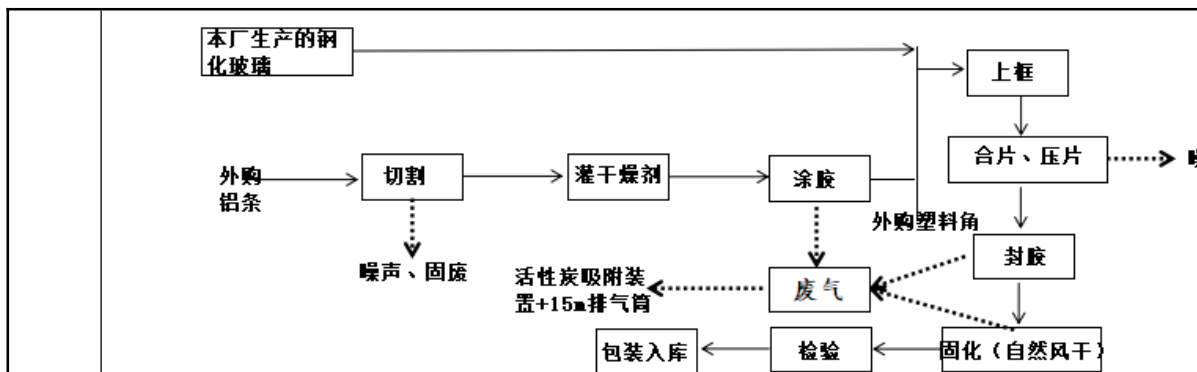 本厂生产的钢
化玻璃
上框
合片、压片
外购
铝条
切割
灌干燥剂
涂胶
外购塑料角
噪声、固废
封胶
活性炭吸附装
置+15m排气筒
废气
包装入库
检验
固化（自然风干）